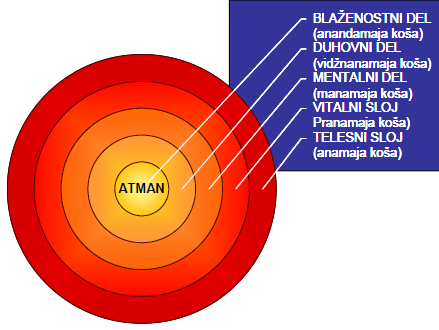 BLAŽENOSTNI DEL
(anandamaja koša)
DUHOVNI DEL
(vidžnanamaja koša)
MENTALNI DEL
(manamaja koša)
VITALNI SLOJ
Pranamaja koša)
TELESNI SLOJ
(anamaja koša)
ATMAN